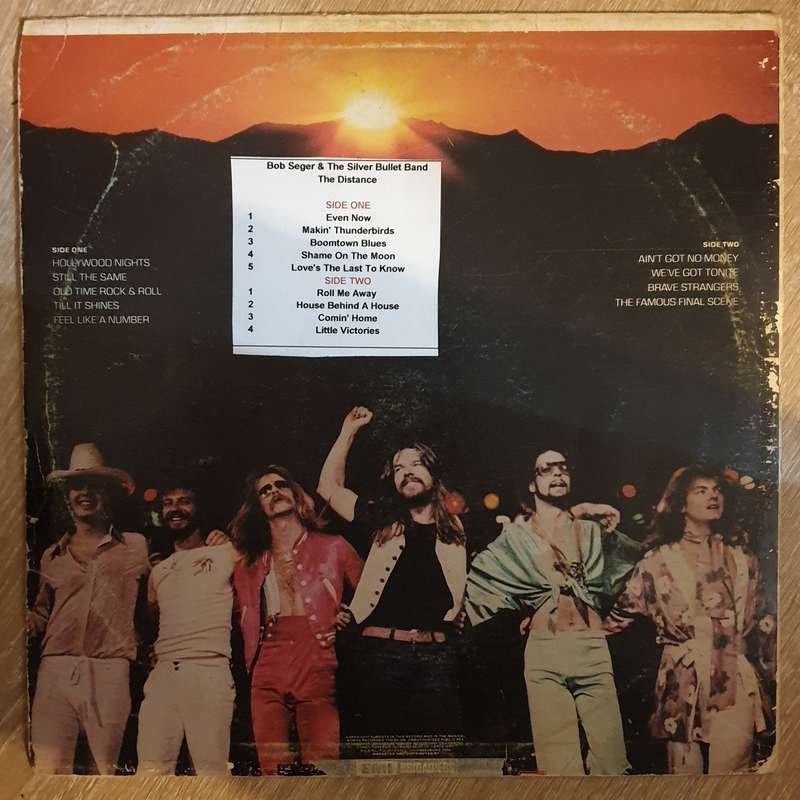 Bob Seger & The Silver Bullet Band
The Distance
SIDE ONE
1 Even Now
2 Makin' Thunderbirds
3 Boomtown Blues
4 Shame On The Moon
5 Love's The Last To Know
SIDE TWO
1 Roll Me Away
2 House Behind A House
3 Comin' Home
4 Little Victories
SIDE ONE
HOLLYWOOD NIGHTS
STILL THE SAME
OLD TIME ROCK & ROLL
TILL IT SHINES
FEEL LIKE A NUMBER
SIDE TWO
AIN'T GOT NO MONEY
WE'VE GOT TONITE
BRAVE STRANGERS
THE FAMOUS FINAL SCENE